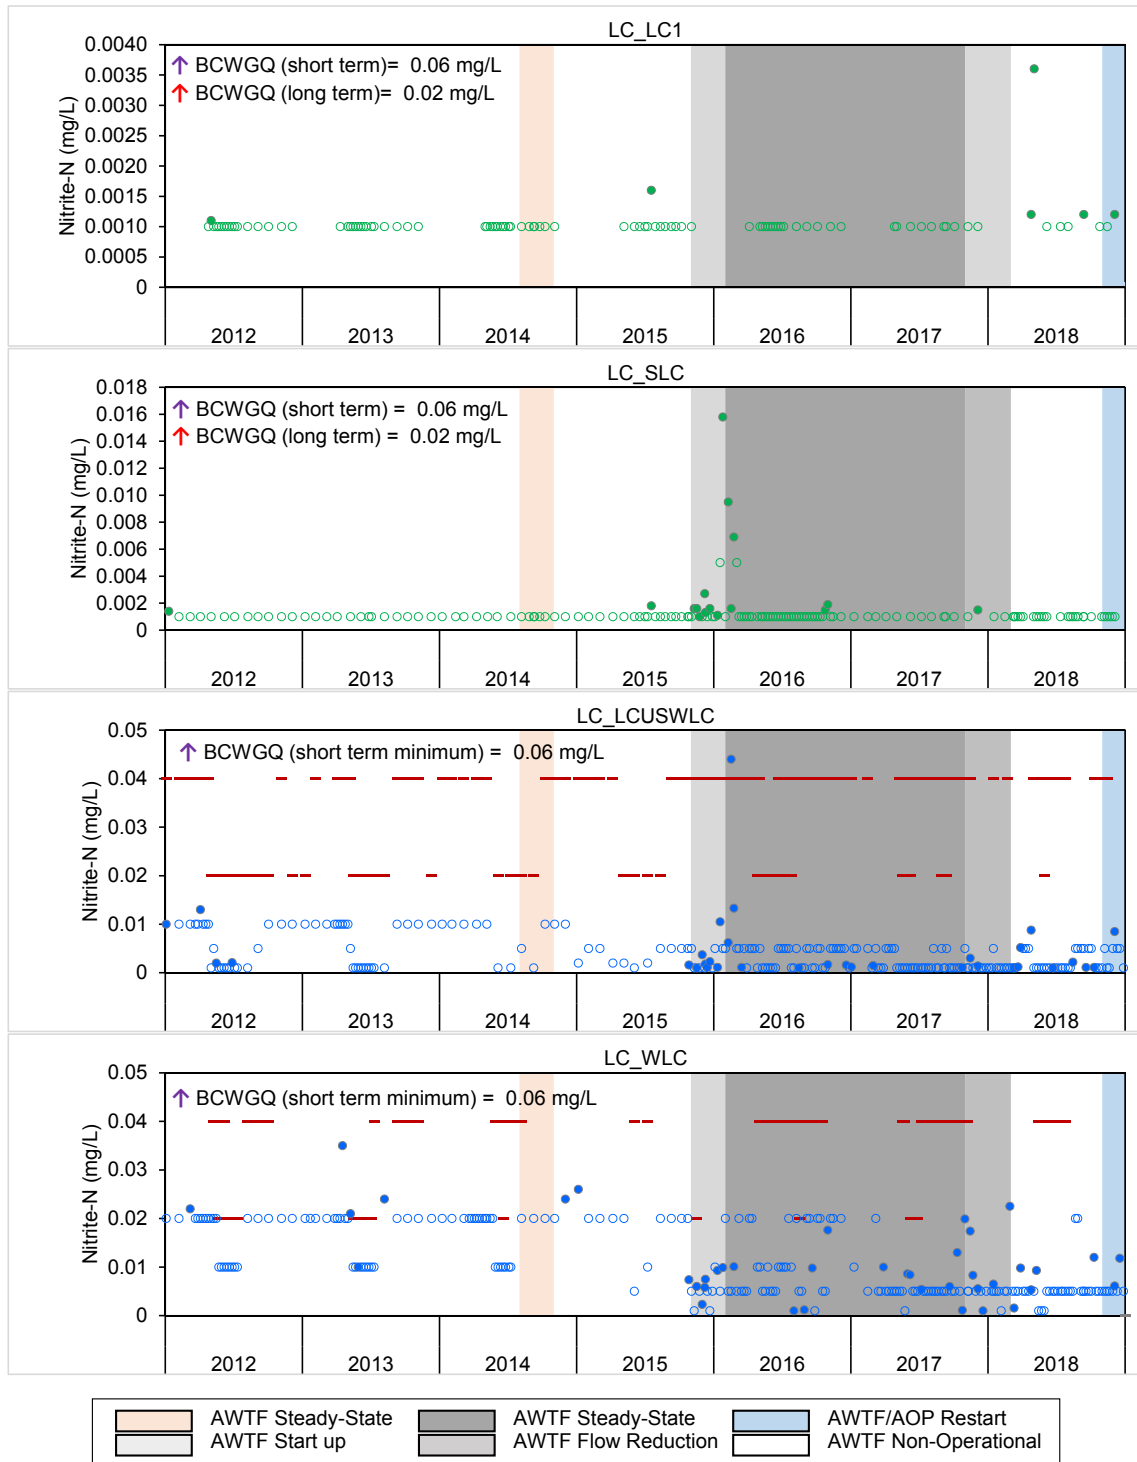 LC_LC1
0.0040
0.0035
0.0030
0.0025
0.0020
0.0015
0.0010
0.0005
0
Nitrite-N (mg/L)
↑ BCWGQ (short term)= 0.06 mg/L
↑ BCWGQ (long term)= 0.02 mg/L
2012 2013 2014 2015 2016 2017 2018
LC_SLC
0.018
0.016
0.014
0.012
0.010
0.008
0.006
0.004
0.002
0
Nitrite-N (mg/L)
↑ BCWGQ (short term) = 0.06 mg/L
↑ BCWGQ (long term) = 0.02 mg/L
2012 2013 2014 2015 2016 2017 2018
LC_LCUSWLC
0.05
0.04
0.03
0.02
0.01
0
Nitrite-N (mg/L)
↑ BCWGQ (short term minimum) = 0.06 mg/L
2012 2013 2014 2015 2016 2017 2018
LC_WLC
0.05
0.04
0.03
0.02
0.01
0
Nitrite-N (mg/L)
↑ BCWGQ (short term minimum) = 0.06 mg/L
2012 2013 2014 2015 2016 2017 2018
AWTF Steady-State AWTF Steady-State AWTF/AOP Restart
AWTF Start up AWTF Flow Reduction AWTF Non-Operational